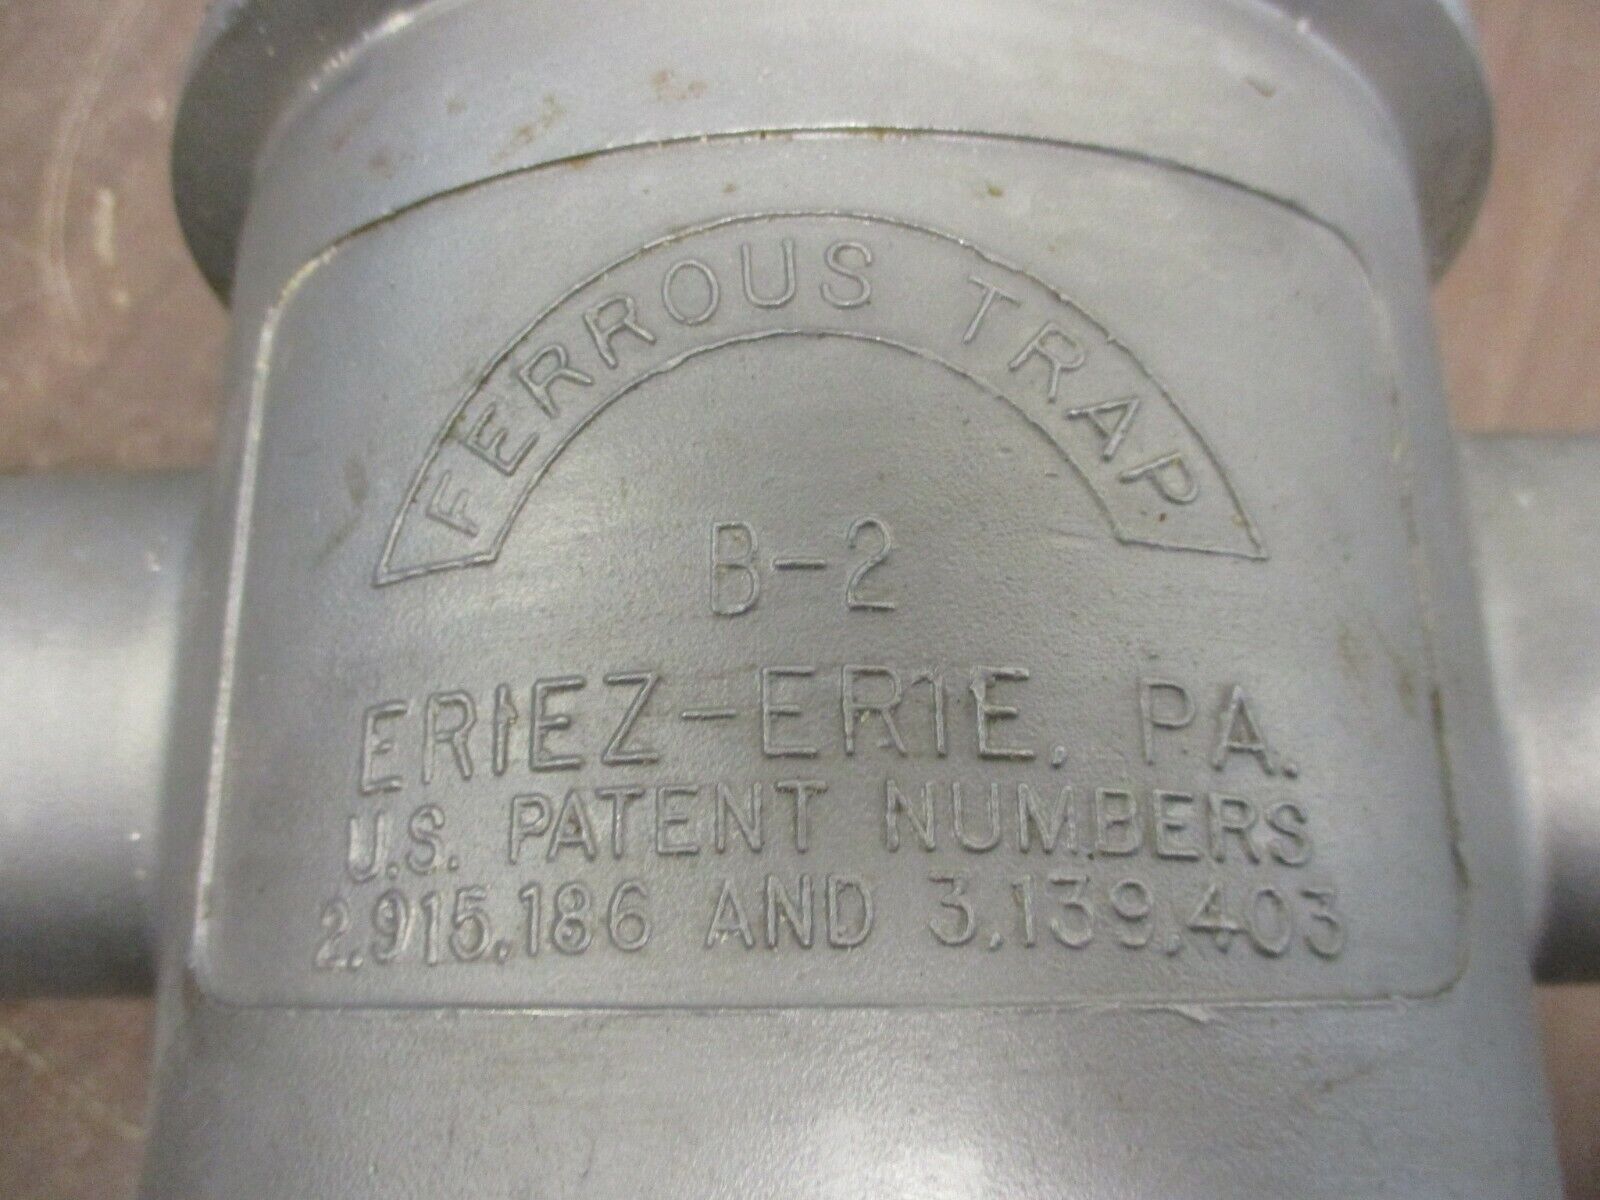 FERROUS TRAP
B-2
ERIEZ-ERIE, PA.
U.S. PATENT NUMBERS
2,915,186 AND 3,139,403